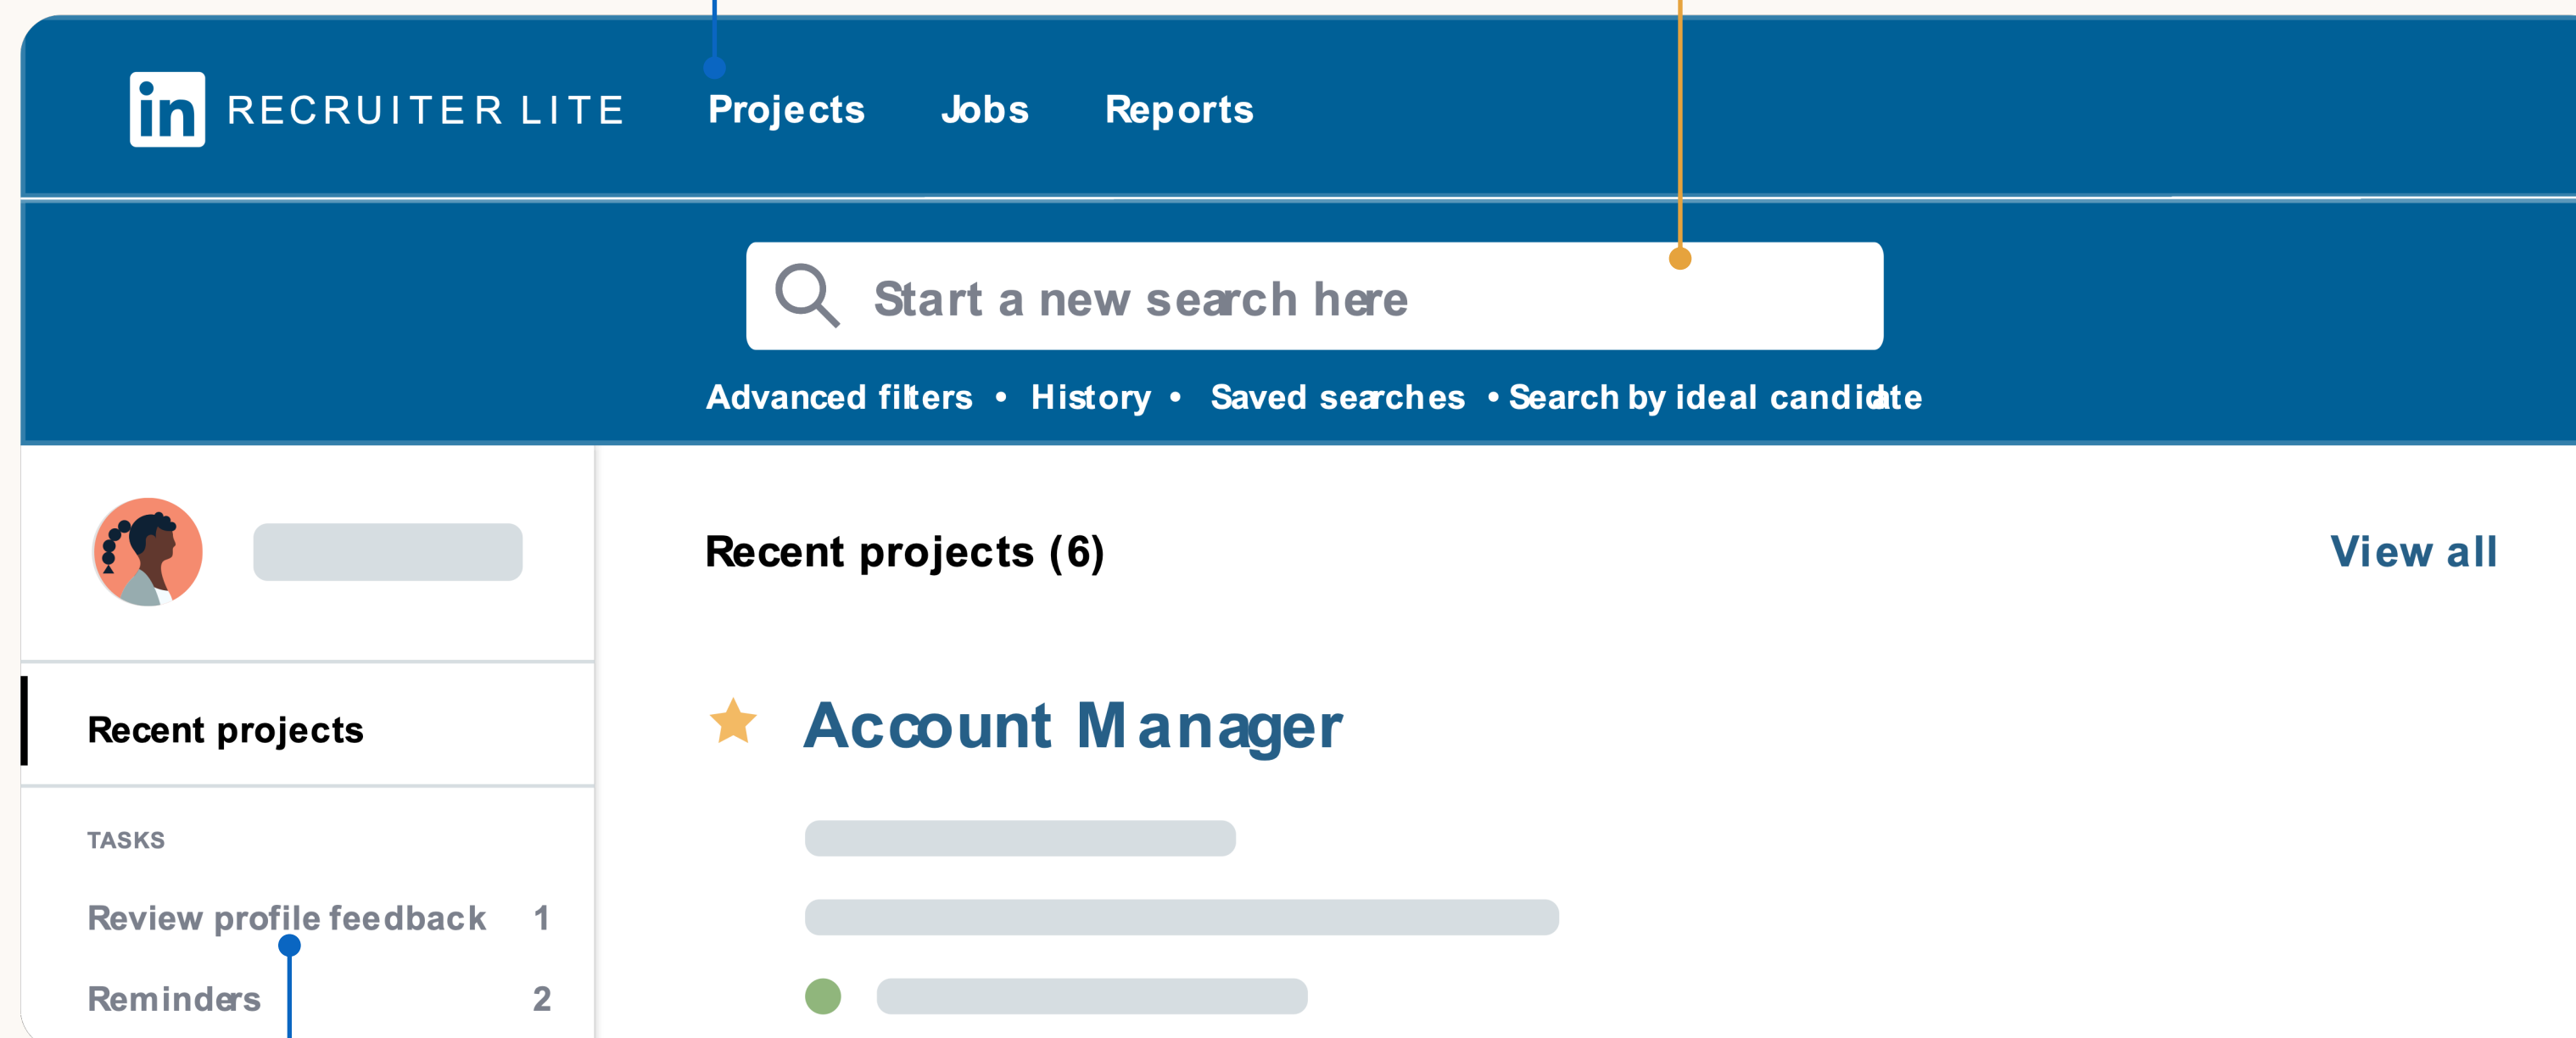 in RECRUITER LITE Projects Jobs Reports
Start a new search here
Advanced filters • History • Saved searches • Search by ideal candidate
Recent projects (6) View all
Recent projects
Account Manager
TASKS
Review profile feedback 1
Reminders 2